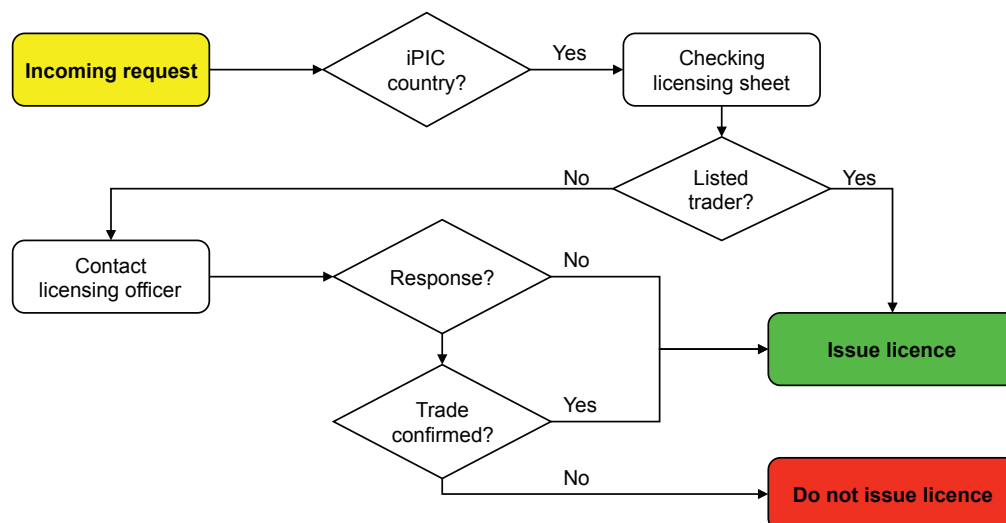 Incoming request
iPIC
country?
Yes
Checking
licensing sheet
No
Listed
trader?
Yes
Contact
licensing officer
Response?
No
Issue licence
Trade
confirmed?
Yes
No
Do not issue licence